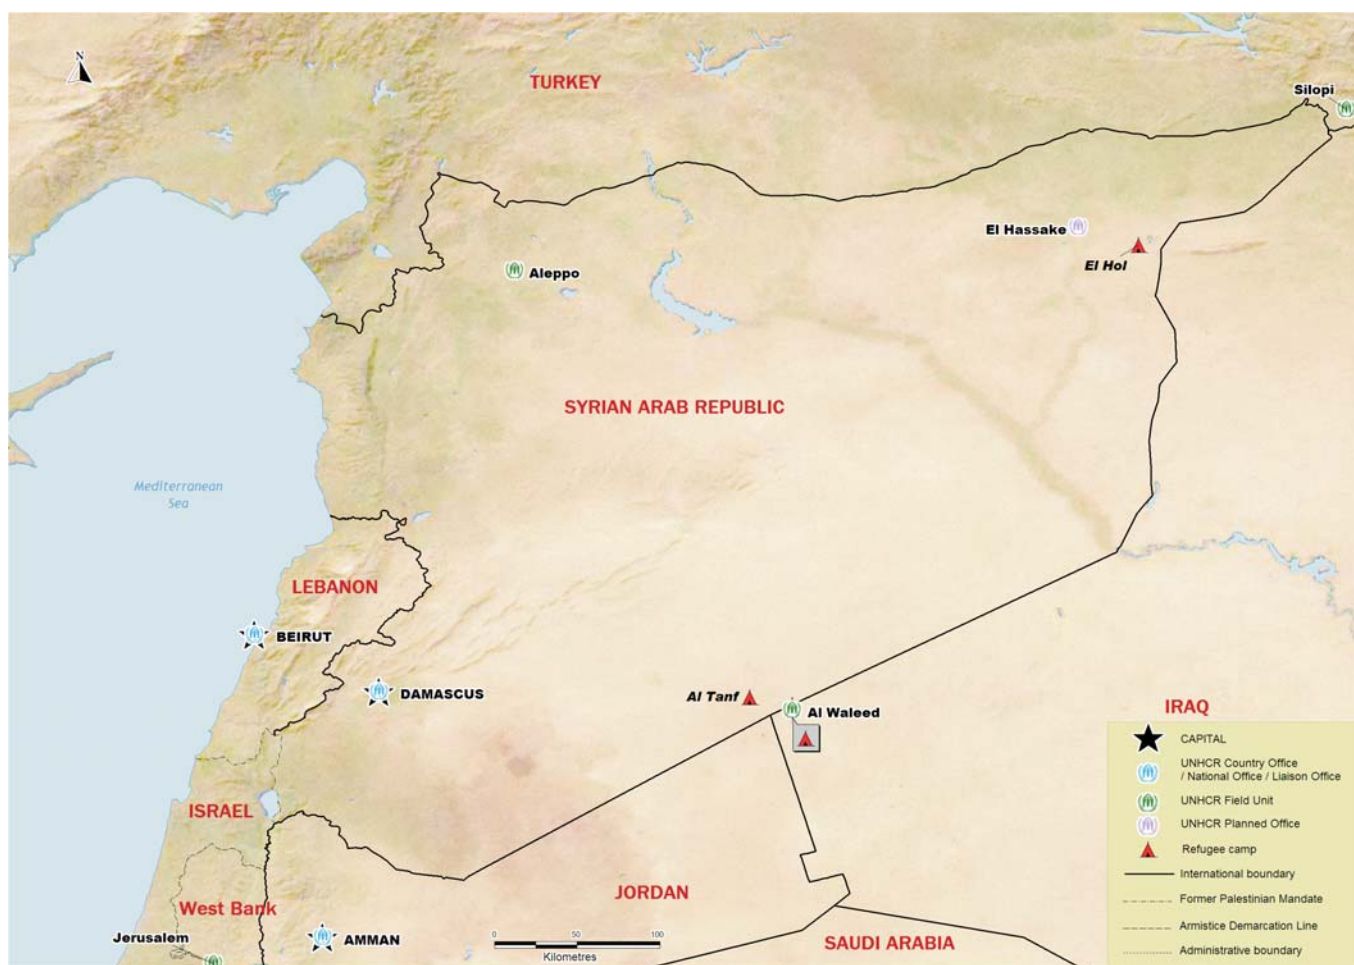 N
TURKEY
Silopi
El Hassake
El Hol
Aleppo
SYRIAN ARAB REPUBLIC
Mediterranean
Sea
LEBANON
BEIRUT
DAMASCUS
Al Tanf
Al Waleed
IRAQ
ISRAEL
JORDAN
West Bank
Jerusalem
AMMAN
SAUDI ARABIA
0 50 100
Kilometres
CAPITAL
UNHCR Country Office
/ National Office / Liaison Office
UNHCR Field Unit
UNHCR Planned Office
Refugee camp
International boundary
Former Palestinian Mandate
Armistice Demarcation Line
Administrative boundary